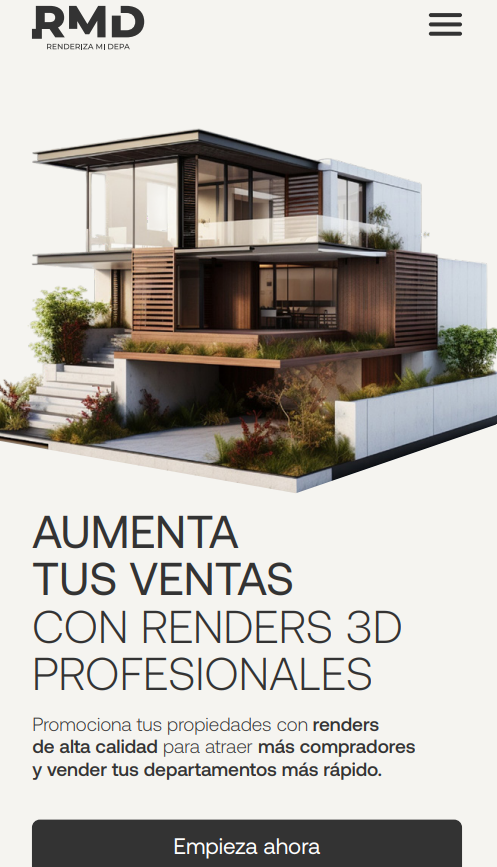 RMD
RENDERIZA MI DEPA
AUMENTA
TUS VENTAS
CON RENDERS 3D
PROFESIONALES
Promociona tus propiedades con renders
de alta calidad para atraer más compradores
y vender tus departamentos más rápido.
Empieza ahora